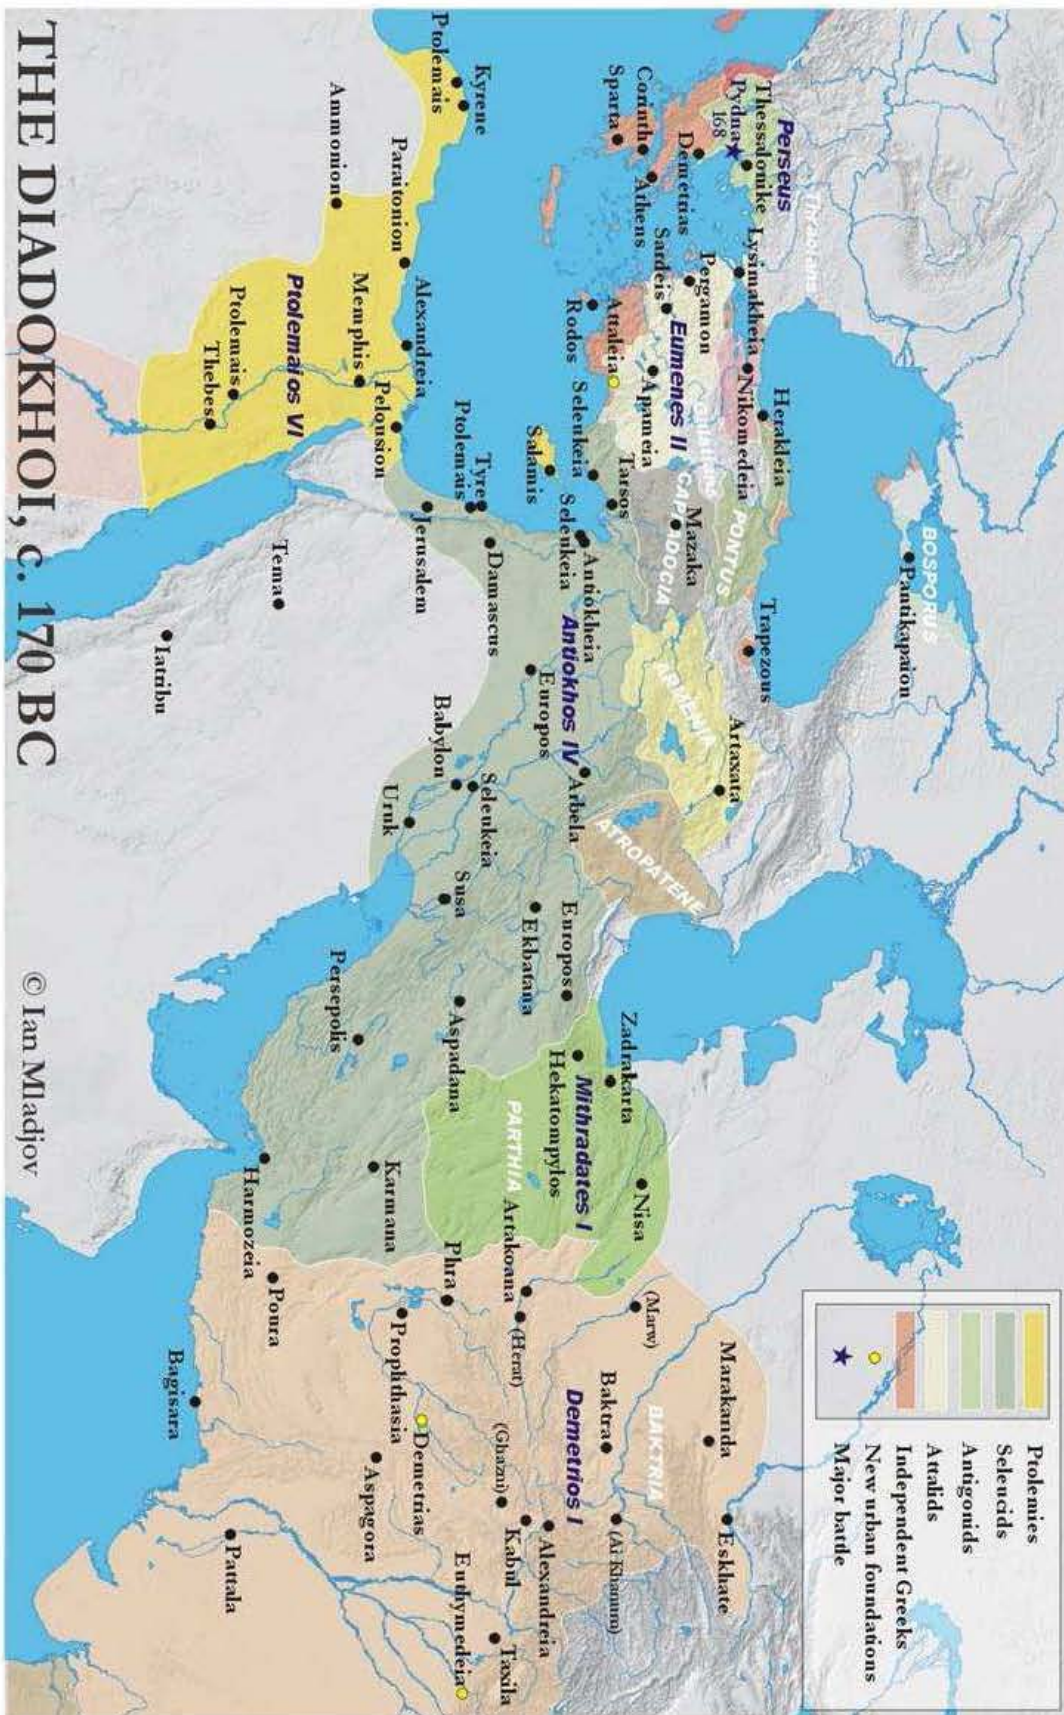 THE DIADOKHOI, c. 170 BC
© Ian Mladjov
Ptolemies
Seleucids
Antigonids
Attalids
Independent Greeks
New urban foundations
Major battle
BOSPORUS
Pantikapaion
Perseus
Thessalonike
Pydna
168
Demetrias
Corinth
Athens
Sparta
Lysimakheia
Nikomedeia
Herakleia
Pergamon
Sardeis
Eumenes II
Apameia
Attaleia
Rodos
PONTUS
Trapezous
CAPPADOCIA
Mazaka
Tarsos
Seleukeia
Salamis
Seleukeia
Antiokheia
ARMENIA
Artaxata
ATROPATENE
Antiokhos IV
Arbela
Europos
Damascus
Tyre
Ptolemais
Jerusalem
Babylon
Seleukeia
Uruk
Susa
Ekbatana
Europos
Aspadana
Persepolis
Karmana
Harmozeia
Zadrakarta
Mithradates I
Hekatompylos
PARTHIA
Nisa
Artakoana
(Herat)
(Marw)
Phra
Prophthasia
Poura
Bagisara
Marakanda
Eskhate
BAKTRIA
Baktra
(Ai Khanum)
Demetrios I
Alexandreia
Kabul
(Ghazni)
Demetrias
Aspagora
Taxila
Euthymedeia
Pattala
Kyrene
Ptolemais
Ammonion
Paraitonion
Alexandreia
Memphis
Pelousion
Ptolemaios VI
Ptolemais
Thebes
Tema
Iatribu